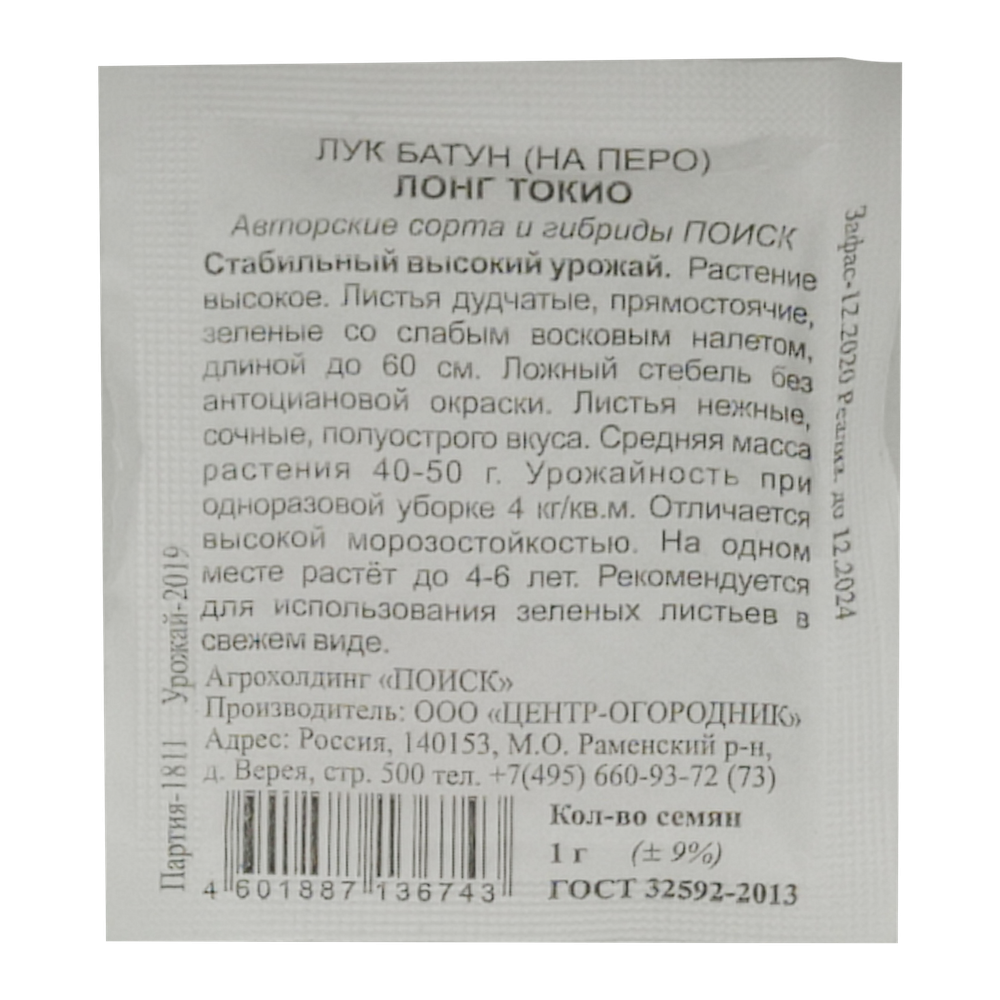 ЛУК БАТУН (НА ПЕРО)
ЛОНГ ТОКИО
Авторские сорта и гибриды ПОИСК
Стабильный высокий урожай. Растение
высокое. Листья дудчатые, прямостоячие,
зеленые со слабым восковым налетом,
длиной до 60 см. Ложный стебель без
антоциановой окраски. Листья нежные,
сочные, полуострого вкуса. Средняя масса
растения 40-50 г. Урожайность при
одноразовой уборке 4 кг/кв.м. Отличается
высокой морозостойкостью. На одном
месте растёт до 4-6 лет. Рекомендуется
для использования зеленых листьев в
свежем виде.
Агрохолдинг «ПОИСК»
Производитель: ООО «ЦЕНТР-ОГОРОДНИК»
Адрес: Россия, 140153, М.О. Раменский р-н,
д. Верея, стр. 500 тел. +7(495) 660-93-72 (73)
Кол-во семян
1 г (± 9%)
ГОСТ 32592-2013
4 601887 136743
Партия-1811 Урожай-2019
Зафас-12.2020 Реализ. до 12.2024